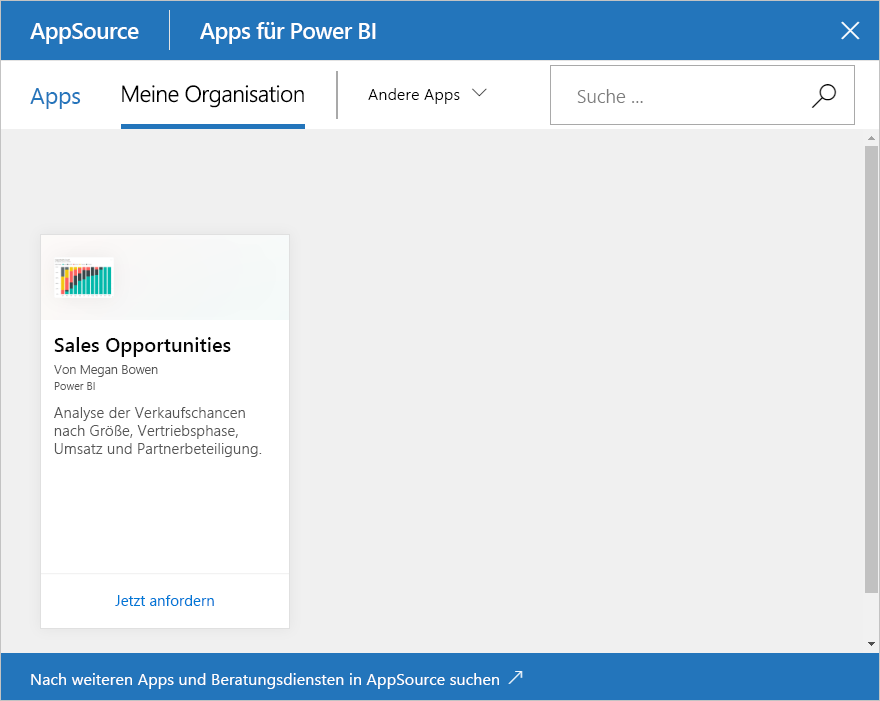 AppSource
Apps für Power BI
Apps
Meine Organisation
Andere Apps
Suche ...
Sales Opportunities
Von Megan Bowen
Power BI
Analyse der Verkaufschancen
nach Größe, Vertriebsphase,
Umsatz und Partnerbeteiligung.
Jetzt anfordern
Nach weiteren Apps und Beratungsdiensten in AppSource suchen